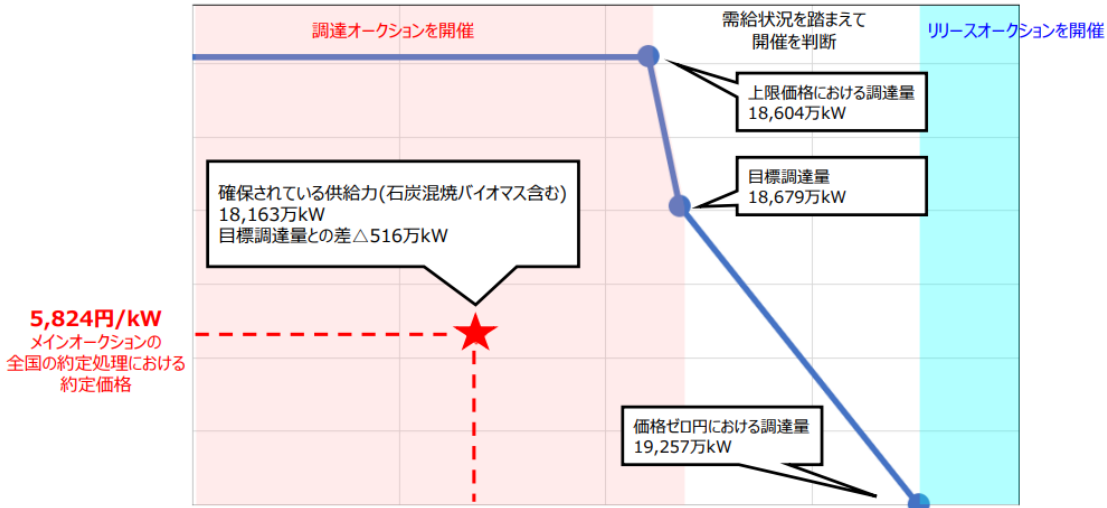 調達オークションを開催
需給状況を踏まえて
開催を判断
リリースオークションを開催
上限価格における調達量
18,604万kW
目標調達量
18,679万kW
確保されている供給力(石炭混焼バイオマス含む)
18,163万kW
目標調達量との差△516万kW
5,824円/kW
メインオークションの
全国の約定処理における
約定価格
価格ゼロ円における調達量
19,257万kW